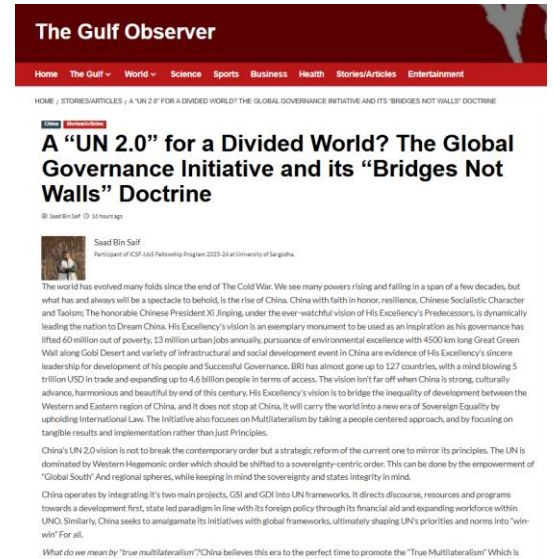 The Gulf Observer
Home The Gulf World Science Sports Business Health Stories/Articles Entertainment
HOME / STORIES/ARTICLES / A "UN 2.0" FOR A DIVIDED WORLD? THE GLOBAL GOVERNANCE INITIATIVE AND ITS "BRIDGES NOT WALLS" DOCTRINE
China Stories/Articles
A “UN 2.0” for a Divided World? The Global
Governance Initiative and its “Bridges Not
Walls” Doctrine
Saad Bin Saif 16 hours ago
Saad Bin Saif
Participant of ICSF-UoS Fellowship Program 2025-26 at University of Sargodha.
The world has evolved many folds since the end of The Cold War. We see many powers rising and falling in a span of a few decades, but
what has and always will be a spectacle to behold, is the rise of China. China with faith in honor, resilience, Chinese Socialistic Character
and Taoism; The honorable Chinese President Xi Jinping, under the ever-watchful vision of His Excellency's Predecessors, is dynamically
leading the nation to Dream China. His Excellency's vision is an exemplary monument to be used as an inspiration as his governance has
lifted 60 million out of poverty, 13 million urban jobs annually, pursuance of environmental excellence with 4500 km long Great Green
Wall along Gobi Desert and variety of infrastructural and social development event in China are evidence of His Excellency's sincere
leadership for development of his people and Successful Governance. BRI has almost gone up to 127 countries, with a mind blowing 5
trillion USD in trade and expanding up to 4.6 billion people in terms of access. The vision isn't far off when China is strong, culturally
advance, harmonious and beautiful by end of this century. His Excellency's vision is to bridge the inequality of development between the
Western and Eastern region of China, and it does not stop at China, it will carry the world into a new era of Sovereign Equality by
upholding International Law. The Initiative also focuses on Multilateralism by taking a people centered approach, and by focusing on
tangible results and implementation rather than just Principles.
China's UN 2.0 vision is not to break the contemporary order but a strategic reform of the current one to mirror its principles. The UN is
dominated by Western Hegemonic order which should be shifted to a sovereignty-centric order. This can be done by the empowerment of
"Global South" And regional spheres, while keeping in mind the sovereignty and states integrity in mind.
China operates by integrating it's two main projects, GSI and GDI into UN frameworks. It directs discourse, resources and programs
towards a development first, state led paradigm in line with its foreign policy through its financial aid and expanding workforce within
UNO. Similarly, China seeks to amalgamate its initiatives with global frameworks, ultimately shaping UN's priorities and norms into "win-
win" For all.
What do we mean by "true multilateralism"?China believes this era to the perfect time to promote the "True Multilateralism" Which is